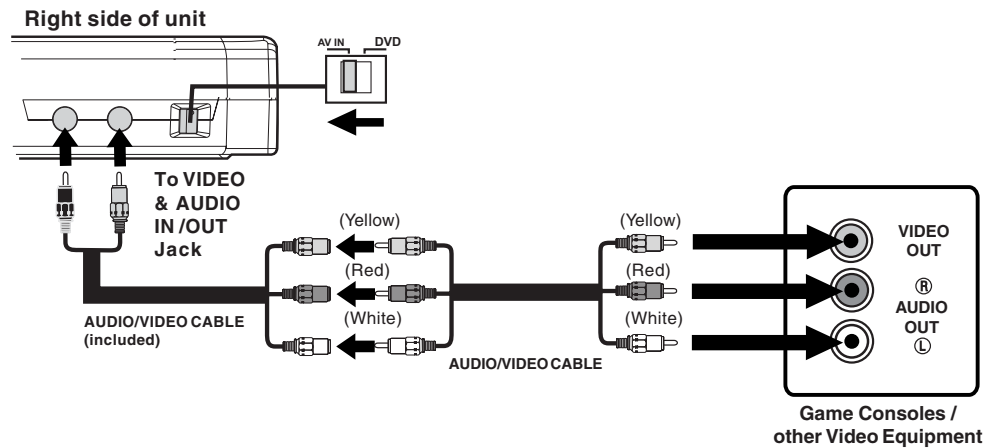 Right side of unit
AV IN DVD
To VIDEO
& AUDIO
IN /OUT
Jack
(Yellow)
(Red)
(White)
AUDIO/VIDEO CABLE
(included)
AUDIO/VIDEO CABLE
(Yellow)
(Red)
(White)
VIDEO
OUT
Ⓡ
AUDIO
OUT
Ⓛ
Game Consoles /
other Video Equipment